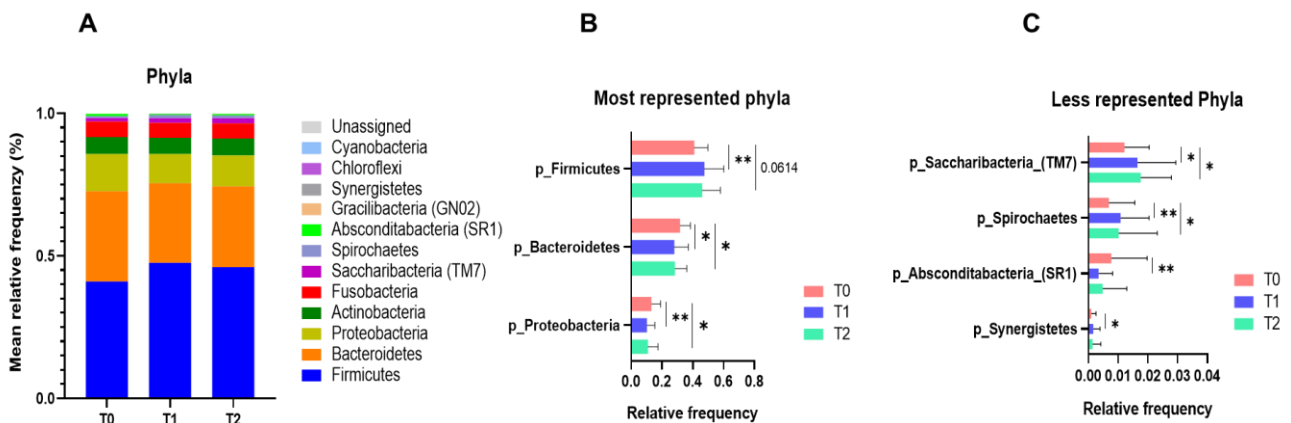 A
Phyla
Mean relative frequency (%)
1.0
0.5
0.0
T0
T1
T2
Unassigned
Cyanobacteria
Chloroflexi
Synergistetes
Gracilibacteria (GN02)
Absconditabacteria (SR1)
Spirochaetes
Saccharibacteria (TM7)
Fusobacteria
Actinobacteria
Proteobacteria
Bacteroidetes
Firmicutes
B
Most represented phyla
p_Firmicutes
** 0.0614
p_Bacteroidetes
* *
p_Proteobacteria
** *
T0
T1
T2
0.0 0.2 0.4 0.6 0.8
Relative frequency
C
Less represented Phyla
p_Saccharibacteria_(TM7)
* *
p_Spirochaetes
** *
p_Absconditabacteria_(SR1)
**
p_Synergistetes
*
T0
T1
T2
0.00 0.01 0.02 0.03 0.04
Relative frequency